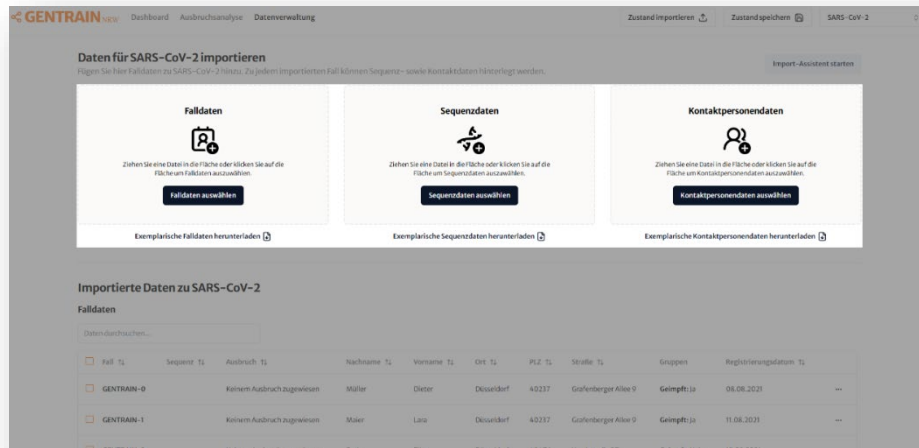 GENTRAIN VIEW Dashboard Ausbruchsanalyse Datenverwaltung Zustand importieren Zustand speichern SARS-CoV-2
Daten für SARS-CoV-2 importieren
Fügen Sie hier Falldaten zu SARS-CoV-2 hinzu. Zu jedem importierten Fall können Sequenz- sowie Kontaktdaten hinterlegt werden.
Import-Assistent starten
Falldaten
Ziehen Sie eine Datei in die Fläche oder klicken Sie auf die
Fläche um Falldaten auszuwählen.
Falldaten auswählen
Exemplarische Falldaten herunterladen
Sequenzdaten
Ziehen Sie eine Datei in die Fläche oder klicken Sie auf die
Fläche um Sequenzdaten auszuwählen.
Sequenzdaten auswählen
Exemplarische Sequenzdaten herunterladen
Kontaktpersonendaten
Ziehen Sie eine Datei in die Fläche oder klicken Sie auf die
Fläche um Kontaktpersonendaten auszuwählen.
Kontaktpersonendaten auswählen
Exemplarische Kontaktpersonendaten herunterladen
Importierte Daten zu SARS-CoV-2
Falldaten
Daten durchsuchen...
Fall Sequenz Ausbruch Nachname Vorname Ort PLZ Straße Gruppen Registrierungsdatum
GENTRAIN-0 Keinem Ausbruch zugewiesen Müller Dieter Düsseldorf 40237 Grafenberger Allee 9 Geimpft: Ja 08.08.2021 ...
GENTRAIN-1 Keinem Ausbruch zugewiesen Maier Lara Düsseldorf 40237 Grafenberger Allee 9 Geimpft: Ja 11.08.2021 ...